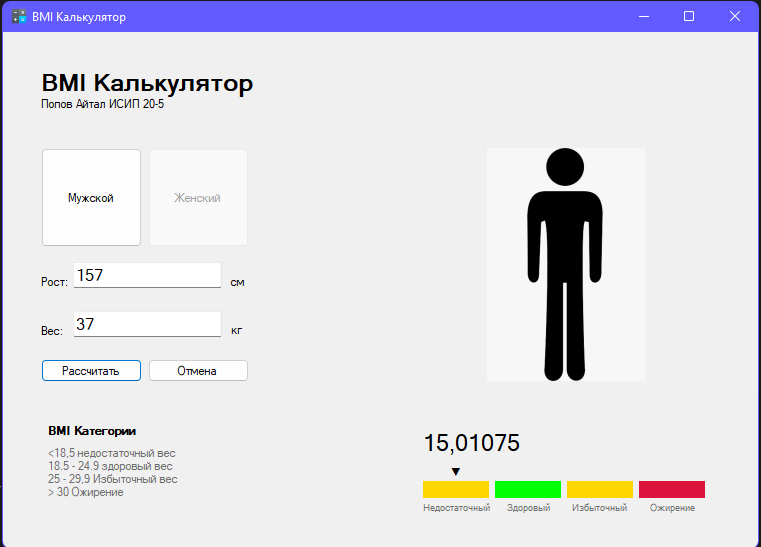 BMI Калькулятор
BMI Калькулятор
Попов Айтал ИСИП 20-5
Мужской
Женский
Рост: 157 см
Вес: 37 кг
Рассчитать
Отмена
BMI Категории
<18,5 недостаточный вес
18.5 - 24.9 здоровый вес
25 - 29,9 Избыточный вес
> 30 Ожирение
15,01075
Недостаточный Здоровый Избыточный Ожирение